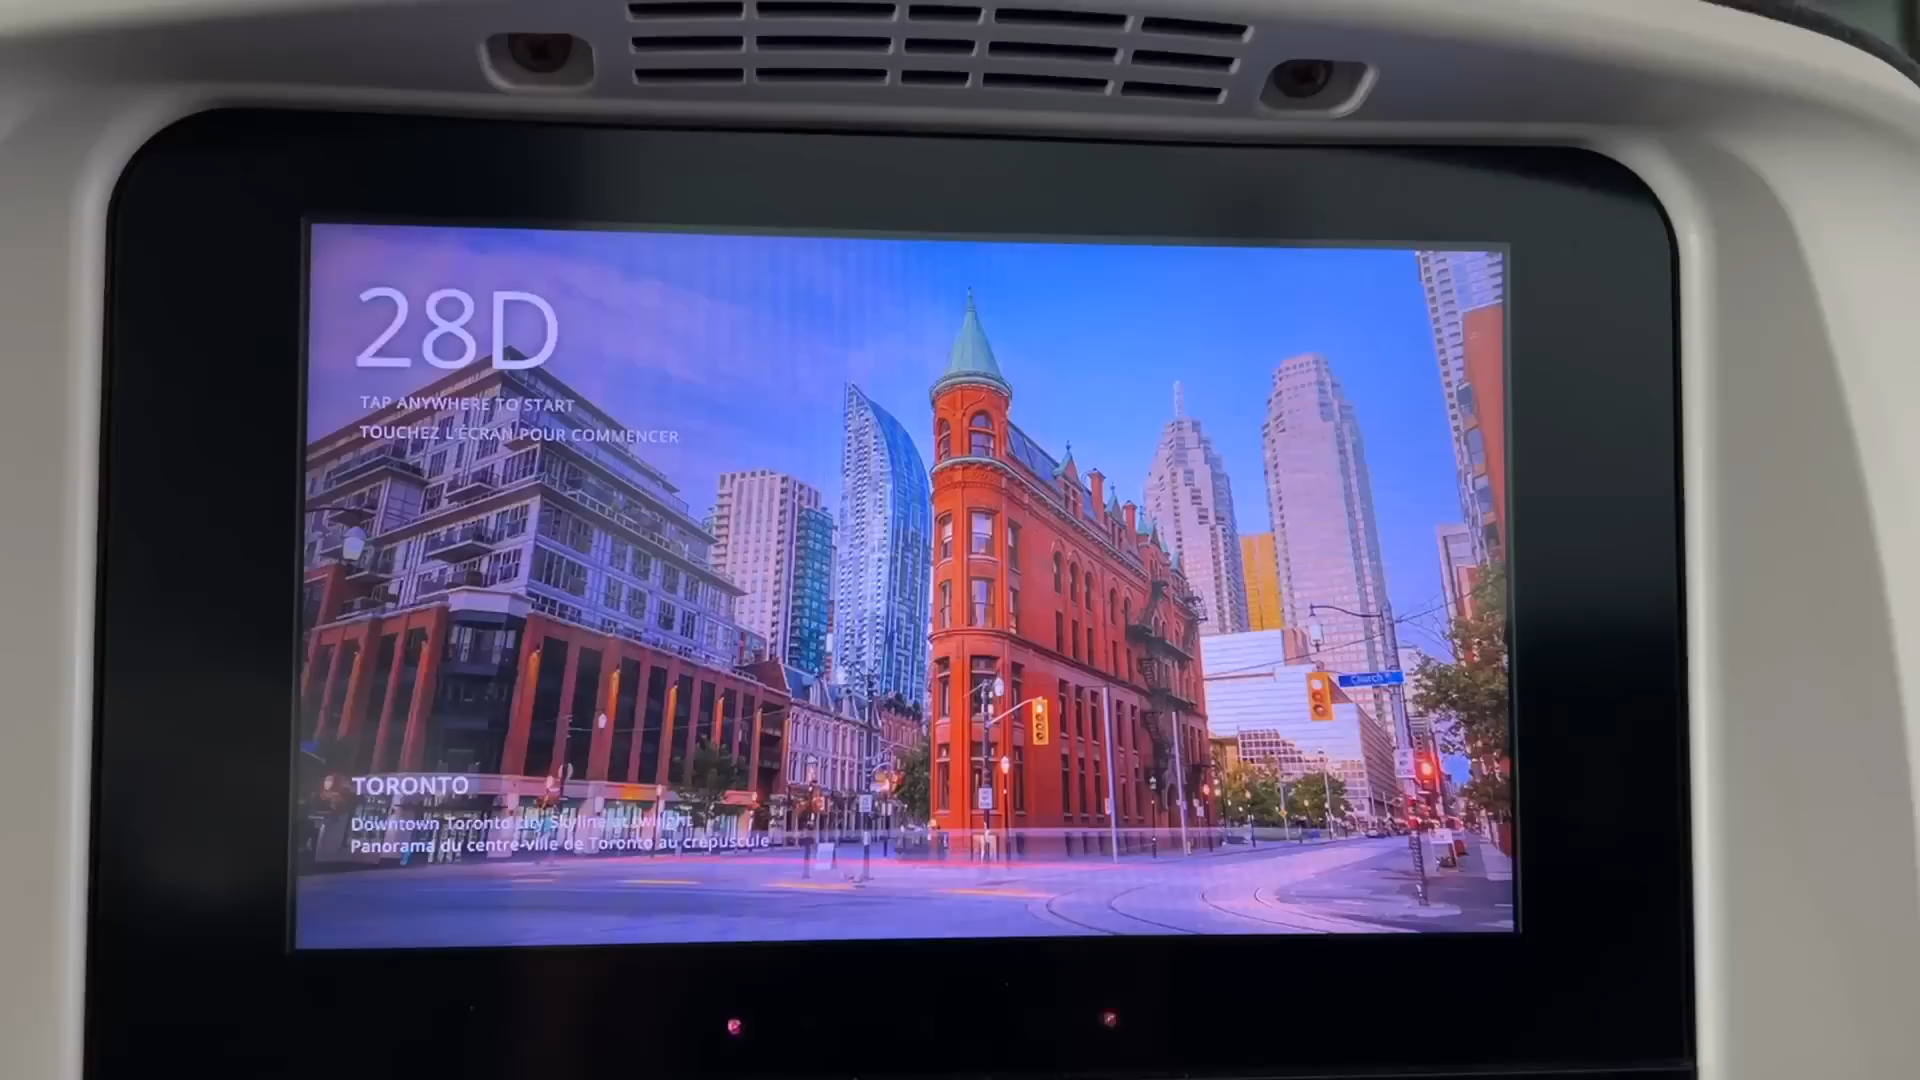 28D
TAP ANYWHERE TO START
TOUCHEZ L'ÉCRAN POUR COMMENCER
Church
TORONTO
Downtown Toronto city Skyline at twilight
Panorama du centre-ville de Toronto au crépuscule